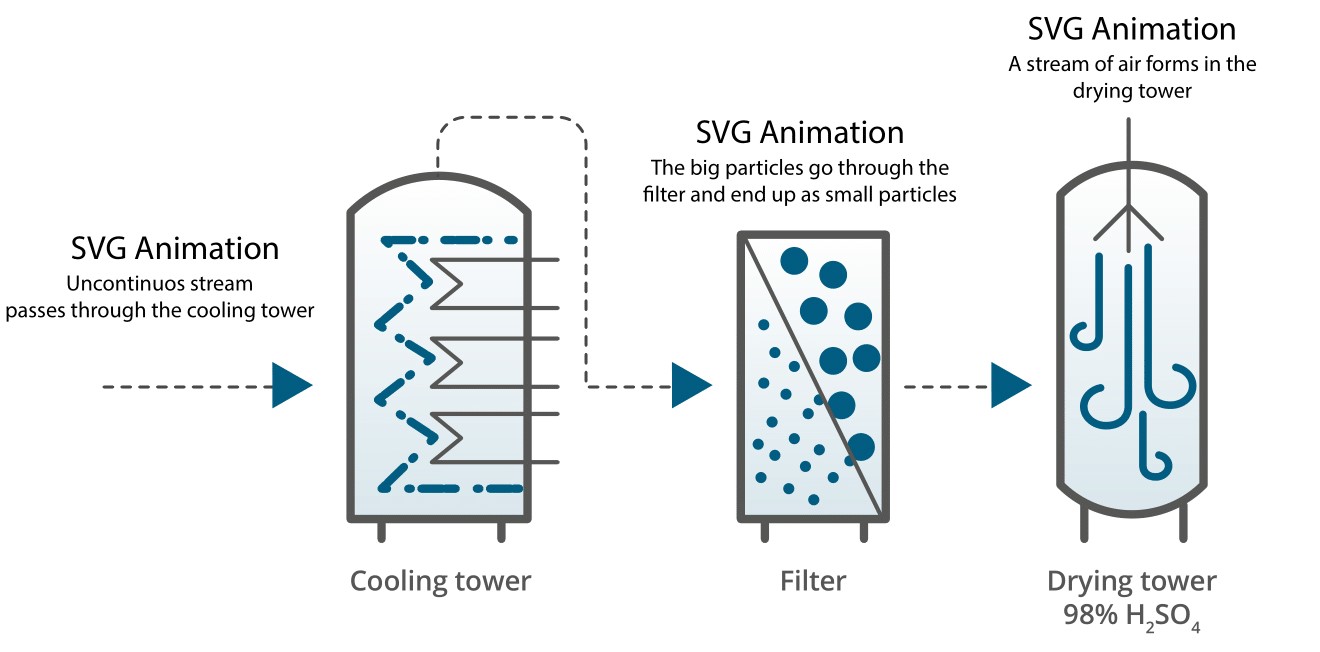 SVG Animation
Uncontinuos stream
passes through the cooling tower
Cooling tower
SVG Animation
The big particles go through the
filter and end up as small particles
Filter
SVG Animation
A stream of air forms in the
drying tower
Drying tower
98% H₂SO₄